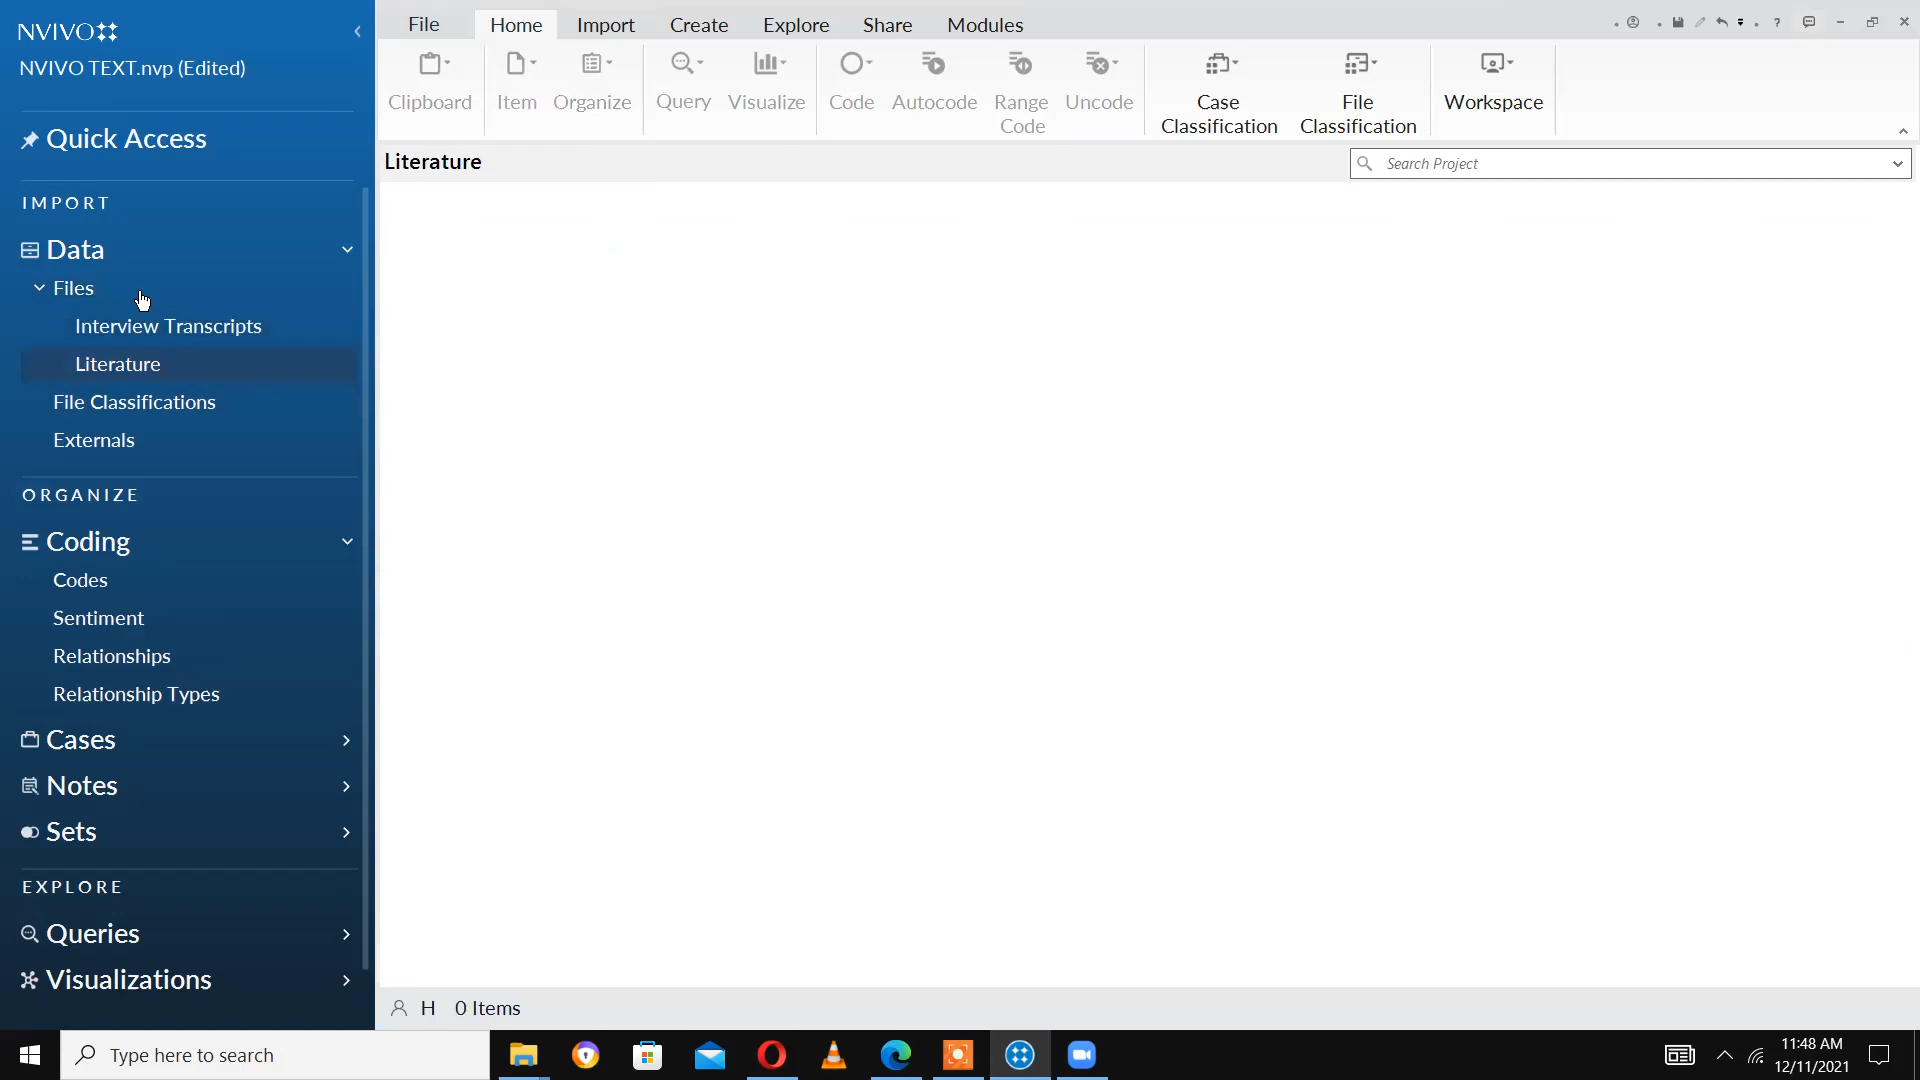 NVIVO
NVIVO TEXT.nvp (Edited)
Quick Access
IMPORT
Data
Files
Interview Transcripts
Literature
File Classifications
Externals
ORGANIZE
Coding
Codes
Sentiment
Relationships
Relationship Types
Cases
Notes
Sets
EXPLORE
Queries
Visualizations
File Home Import Create Explore Share Modules
Clipboard Item Organize Query Visualize Code Autocode Range Code Uncode Case Classification File Classification Workspace
Literature
Search Project
H 0 Items
Type here to search
11:48 AM
12/11/2021